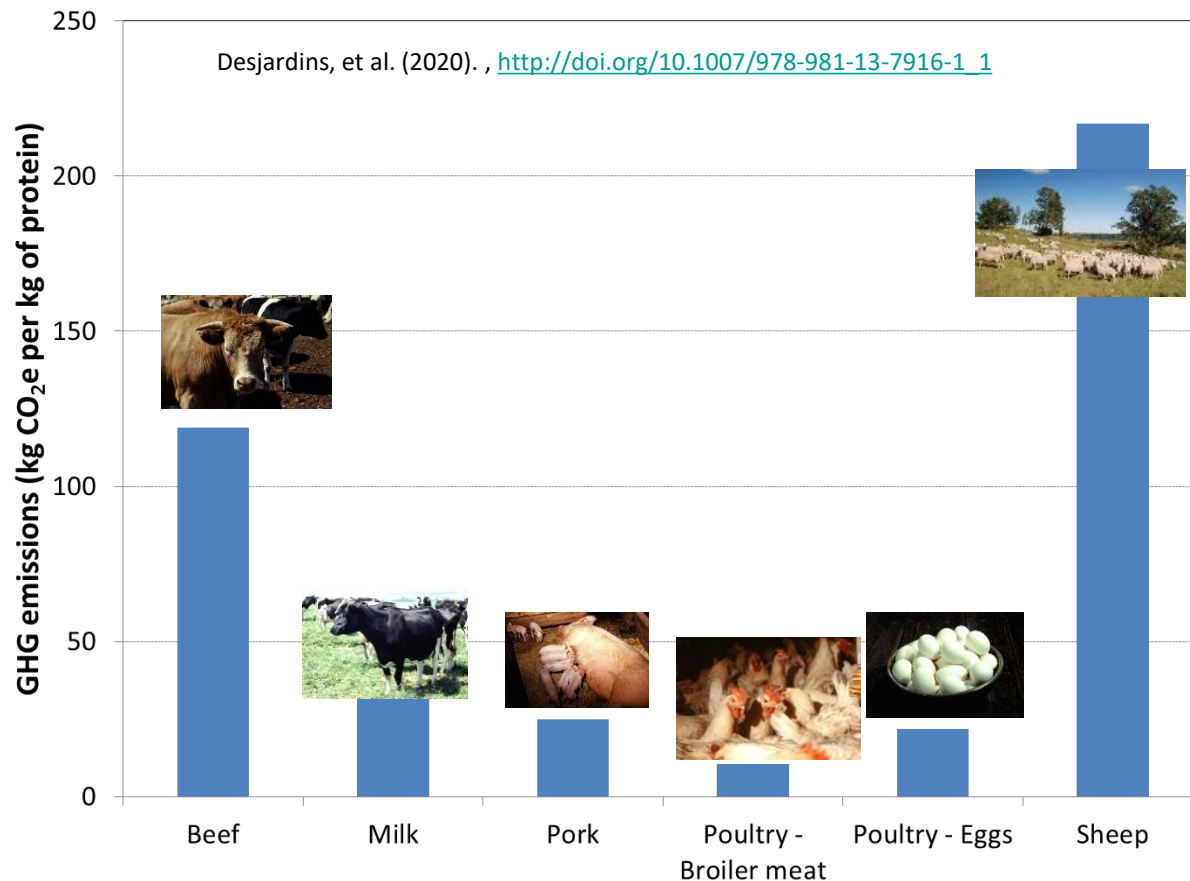 250
Desjardins, et al. (2020). , http://doi.org/10.1007/978-981-13-7916-1_1
GHG emissions (kg CO₂e per kg of protein)
200
150
100
50
0
Beef
Milk
Pork
Poultry -
Broiler meat
Poultry - Eggs
Sheep